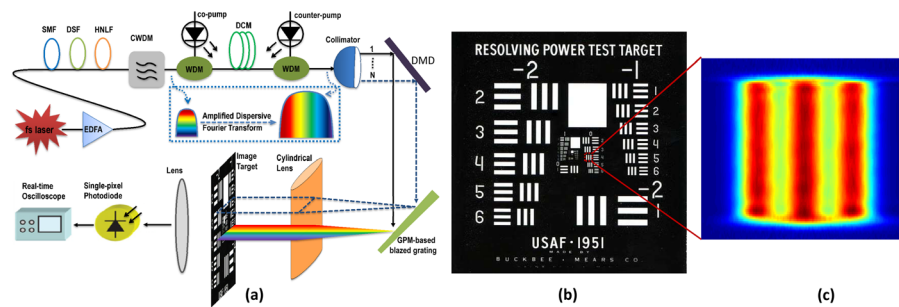 co-pump
counter-pump
SMF
DSF
HNLF
CWDM
DCM
Collimator
WDM
WDM
1
N
DMD
fs laser
EDFA
Amplified Dispersive
Fourier Transform
Image
Target
Cylindrical
Lens
Lens
Real-time
Oscilloscope
Single-pixel
Photodiode
GPM-based
blazed grating
(a)
RESOLVING POWER TEST TARGET
-2
-1
2
3
4
5
6
1
2
3
4
5
6
-2
1
USAF·1951
MADE BY
BUCKBEE · MEARS CO.
(b)
(c)